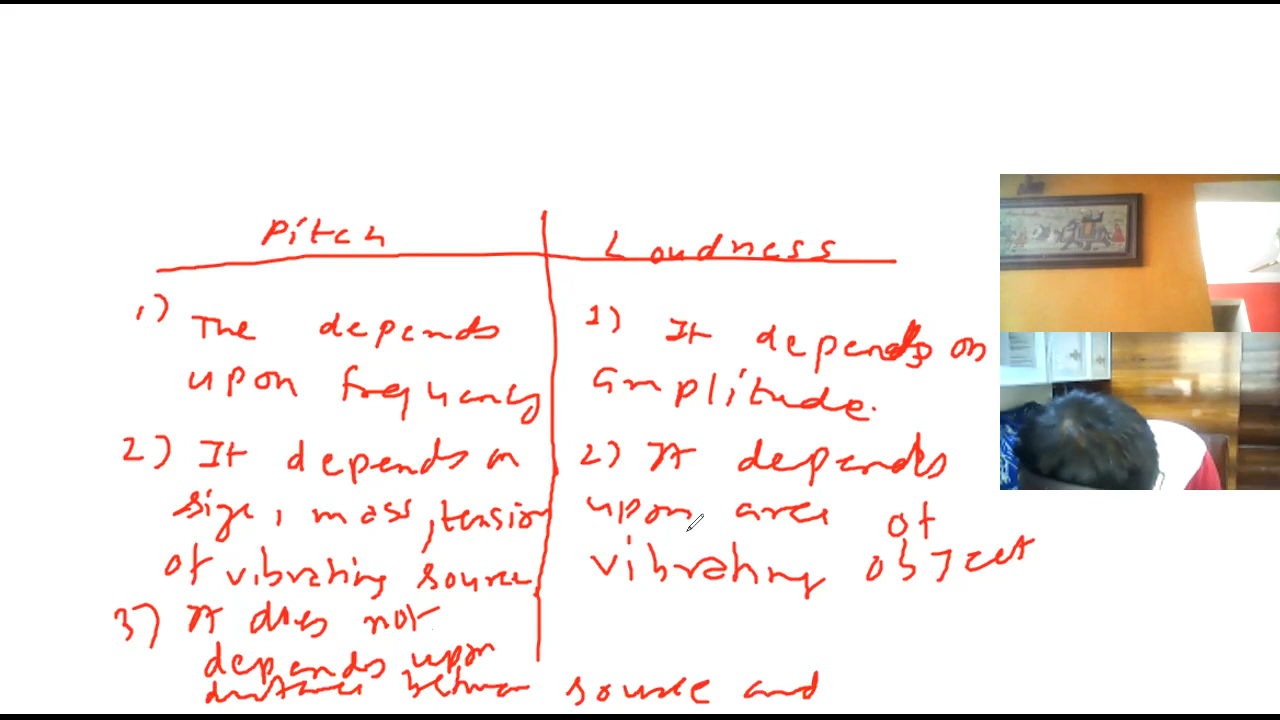 Pitch
Loudness
1) The depends
upon frequency
2) It depends on
size, mass, tension
of vibrating source
3) It does not
depends upon
distance between source and
1) It depends on
amplitude.
2) It depends
upon area of
vibrating object